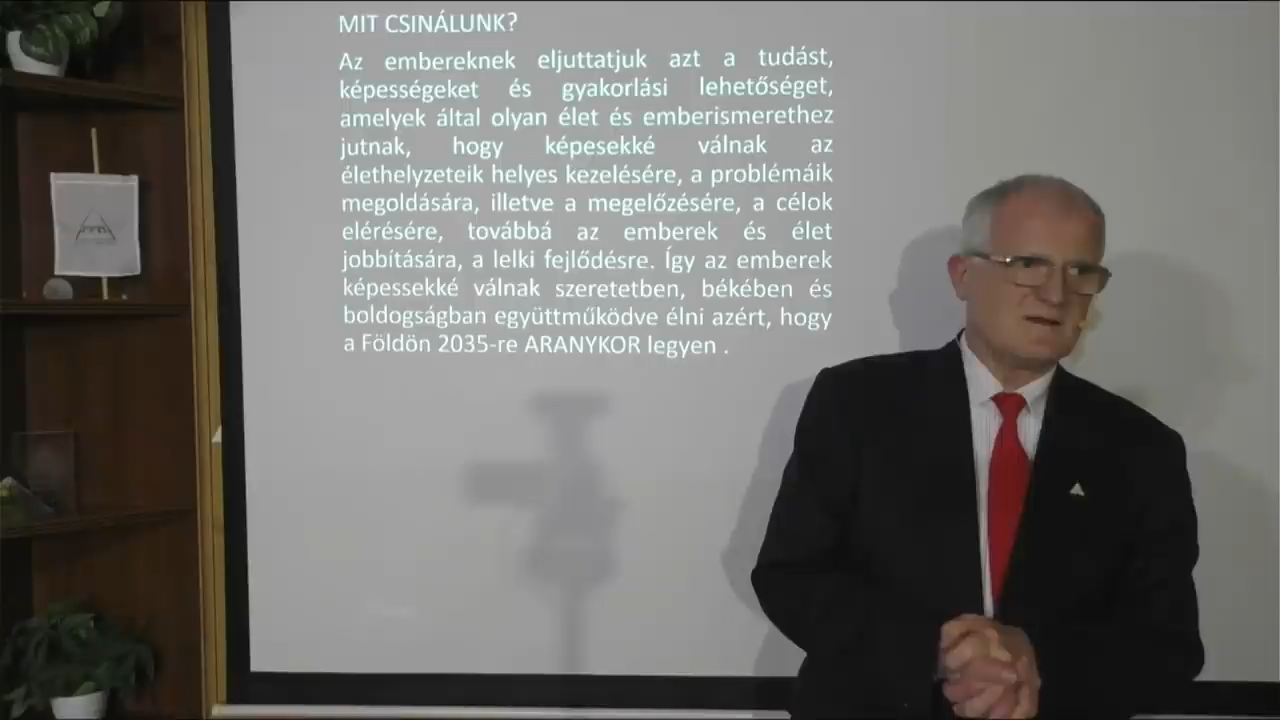 MIT CSINÁLUNK?
Az embereknek eljuttatjuk azt a tudást,
képességeket és gyakorlási lehetőséget,
amelyek által olyan élet és emberismerethez
jutnak, hogy képesekké válnak az
élethelyzeteik helyes kezelésére, a problémáik
megoldására, illetve a megelőzésére, a célok
elérésére, továbbá az emberek és élet
jobbítására, a lelki fejlődésre. Így az emberek
képessekké válnak szeretetben, békében és
boldogságban együttműködve élni azért, hogy
a Földön 2035-re ARANYKOR legyen .